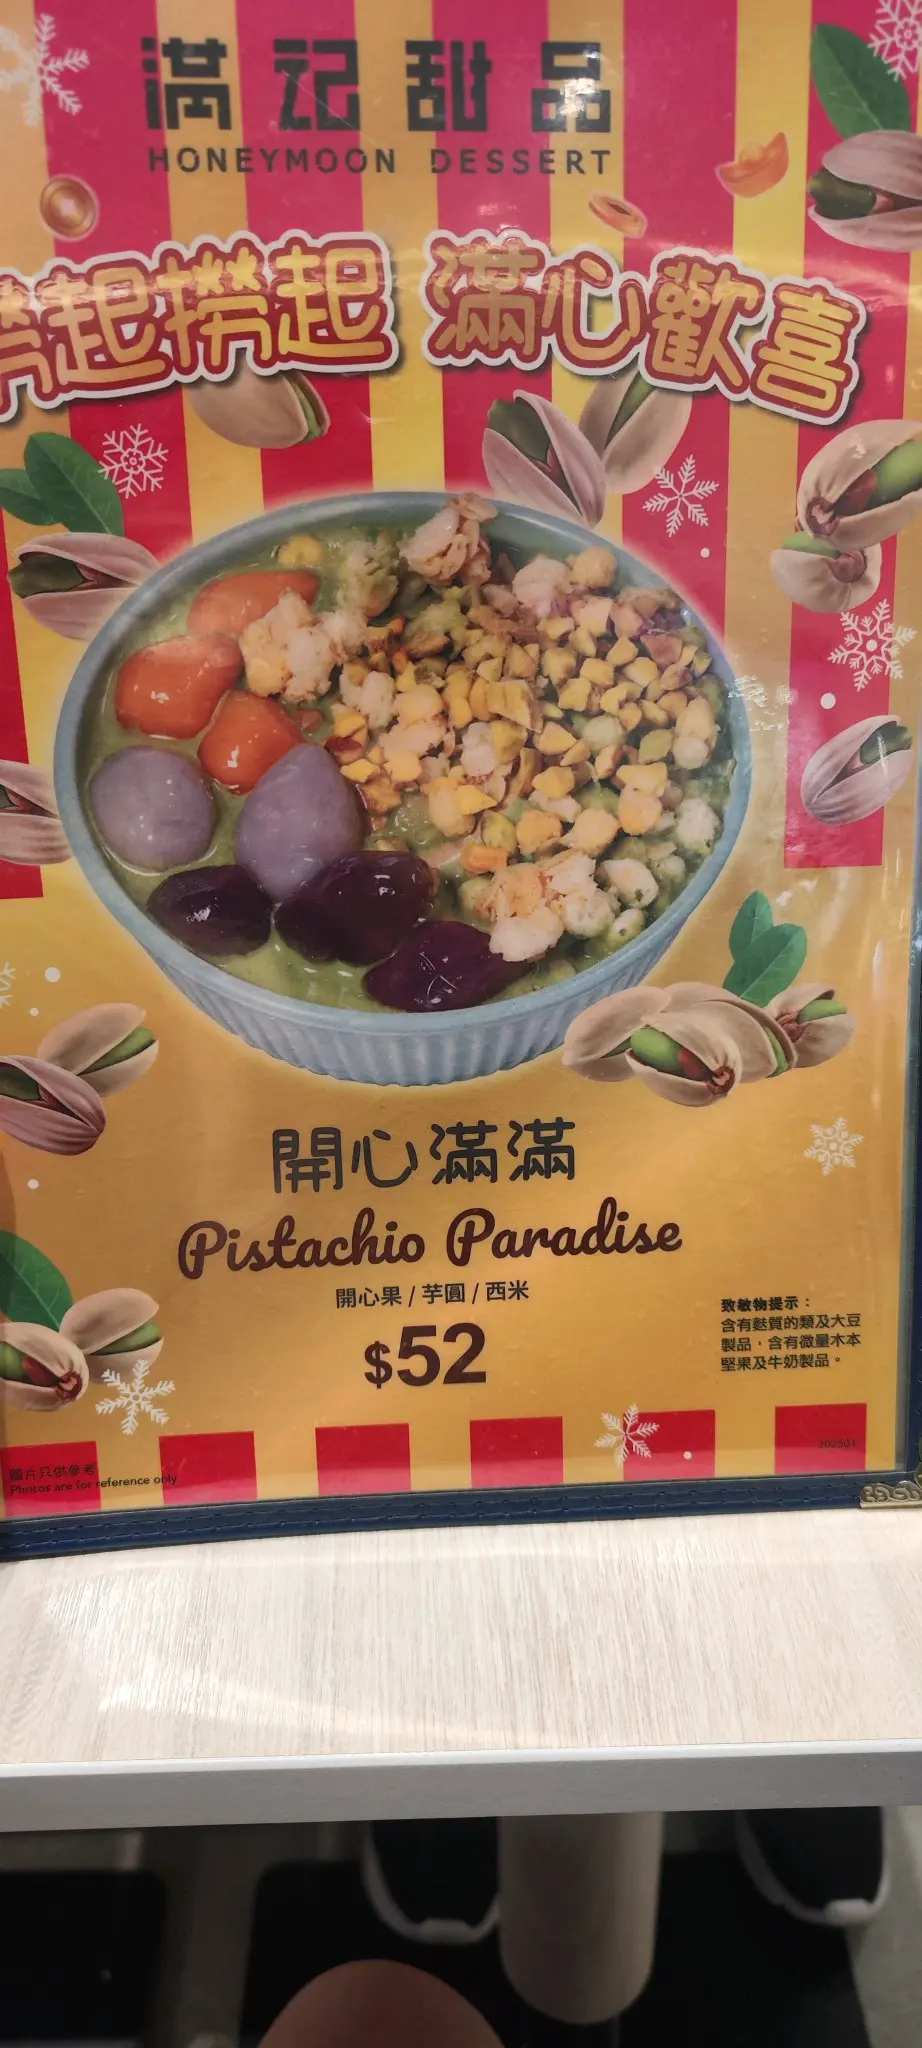 滿记甜品
HONEYMOON DESSERT
撈起撈起 滿心歡喜
開心滿滿
Pistachio Paradise
開心果 / 芋圓 / 西米
$52
致敏物提示：
含有麩質的類及大豆
製品，含有微量木本
堅果及牛奶製品。
202501
圖片只供參考
Photos are for reference only